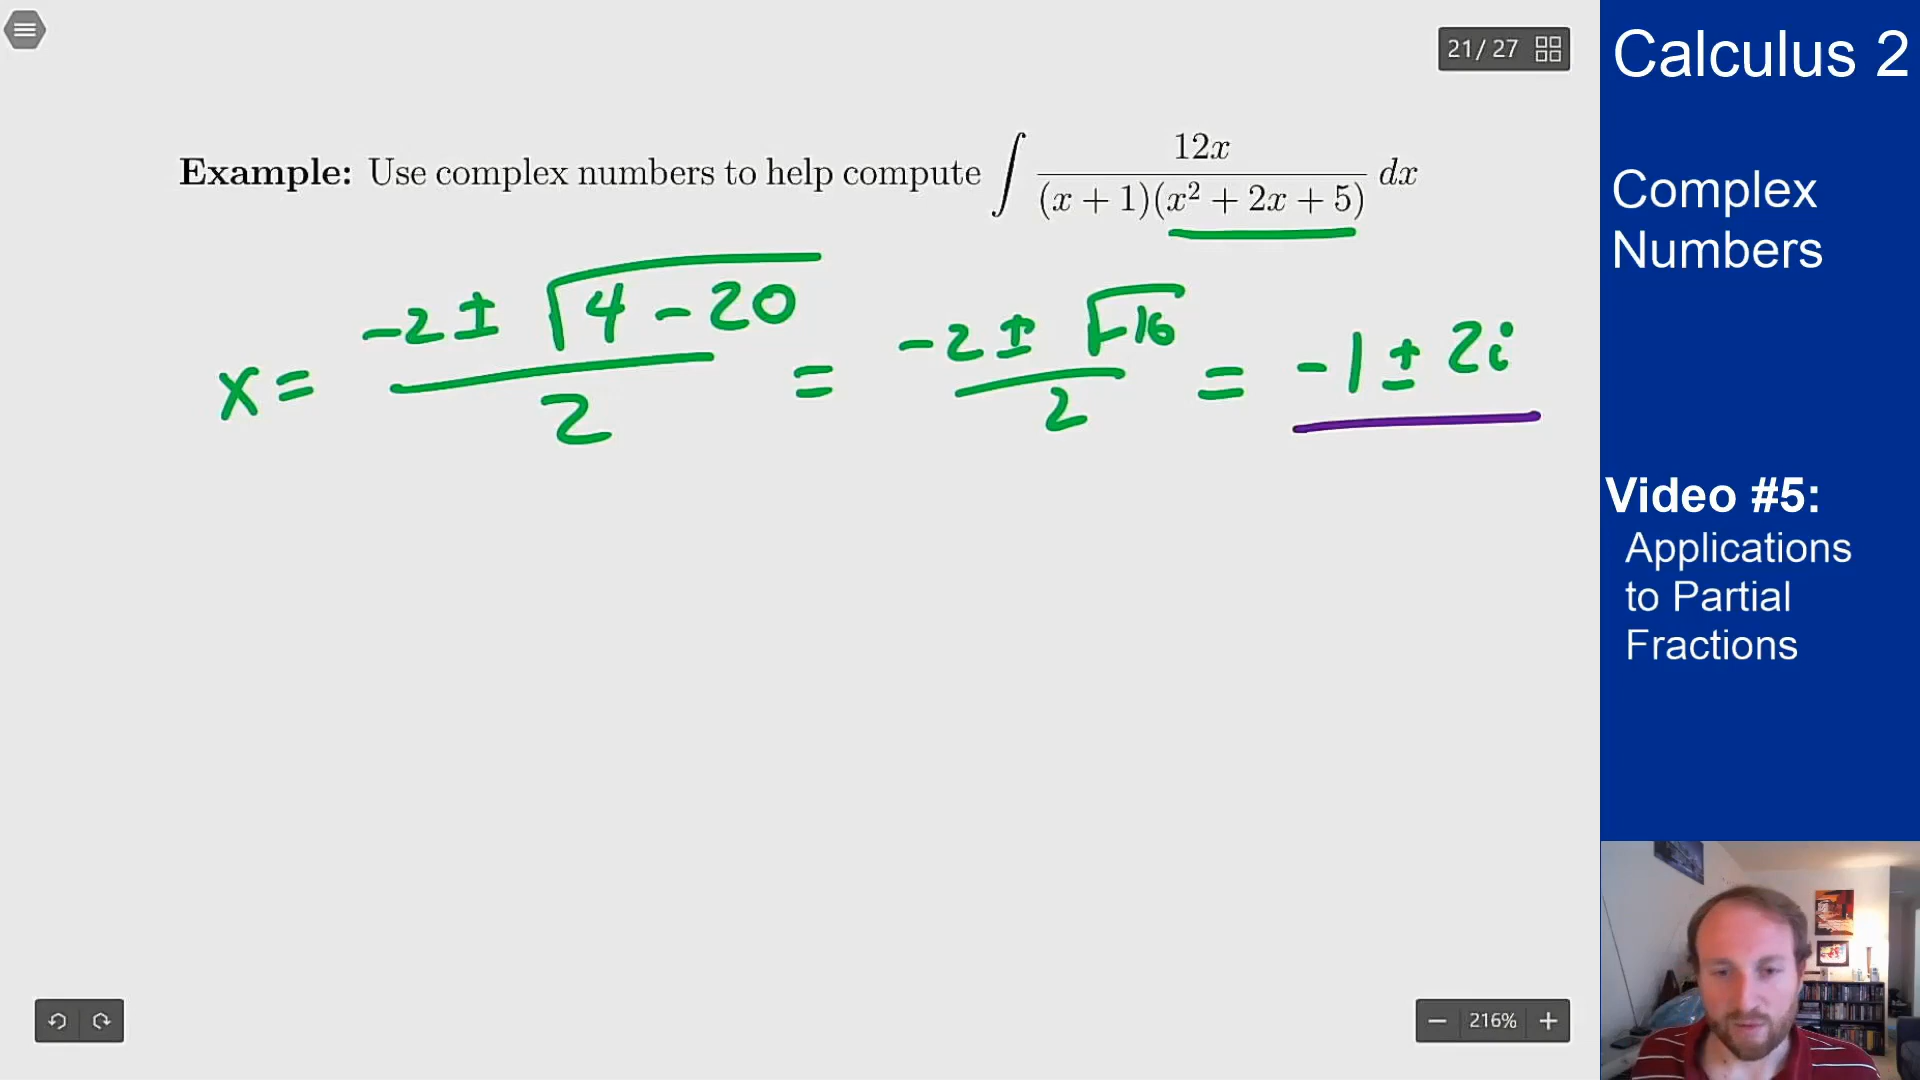 21 / 27
Example: Use complex numbers to help compute ∫ 12x / ((x + 1)(x² + 2x + 5)) dx
x = (-2 ± √(4 - 20)) / 2 = (-2 ± √-16) / 2 = -1 ± 2i
216%
Calculus 2
Complex
Numbers
Video #5:
Applications
to Partial
Fractions